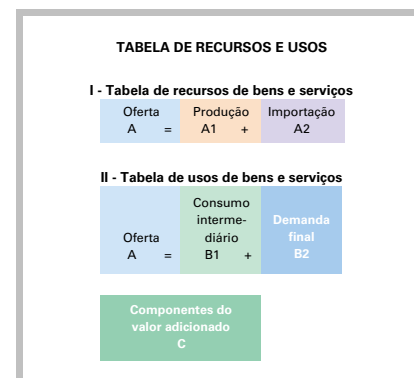 TABELA DE RECURSOS E USOS
I - Tabela de recursos de bens e serviços
Oferta Produção Importação
A = A1 + A2
II - Tabela de usos de bens e serviços
Consumo
interme- Demanda
Oferta diário final
A = B1 + B2
Componentes do
valor adicionado
C